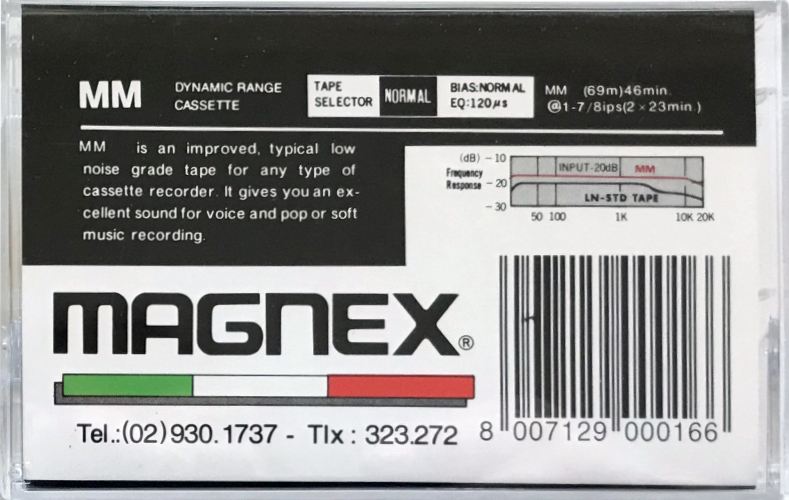 MM DYNAMIC RANGE CASSETTE
TAPE SELECTOR NORMAL BIAS:NORMAL EQ:120µs
MM (69m)46min.
@1-7/8ips(2×23min.)
MM is an improved, typical low
noise grade tape for any type of
cassette recorder. It gives you an ex-
cellent sound for voice and pop or soft
music recording.
(dB) -10
Frequency Response -20
-30
INPUT-20dB MM
LN-STD TAPE
50 100 1K 10K 20K
MAGNEX®
Tel.:(02)930.1737 - Tlx : 323.272
8 007129 000166